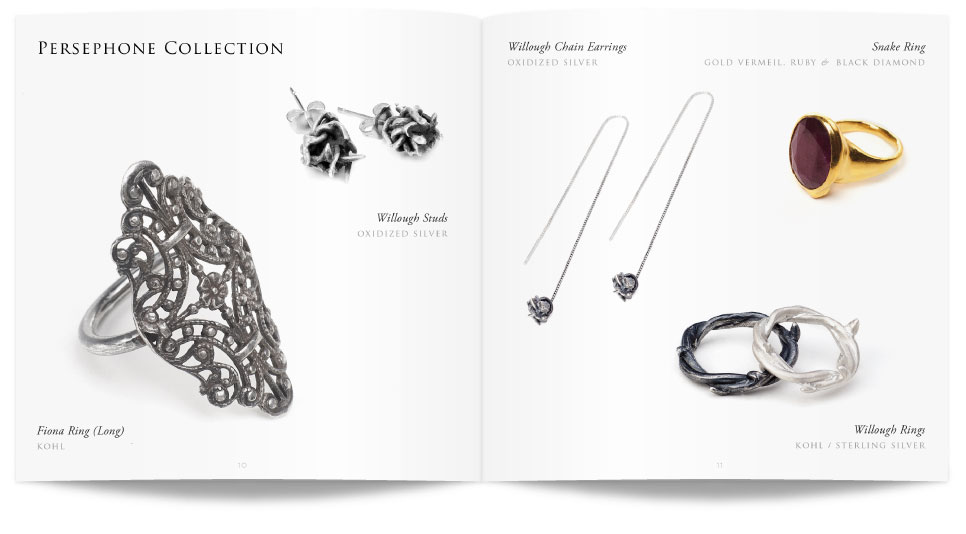 PERSEPHONE COLLECTION
Willough Studs
OXIDIZED SILVER
Fiona Ring (Long)
KOHL
10
Willough Chain Earrings
OXIDIZED SILVER
Snake Ring
GOLD VERMEIL, RUBY & BLACK DIAMOND
Willough Rings
KOHL / STERLING SILVER
11